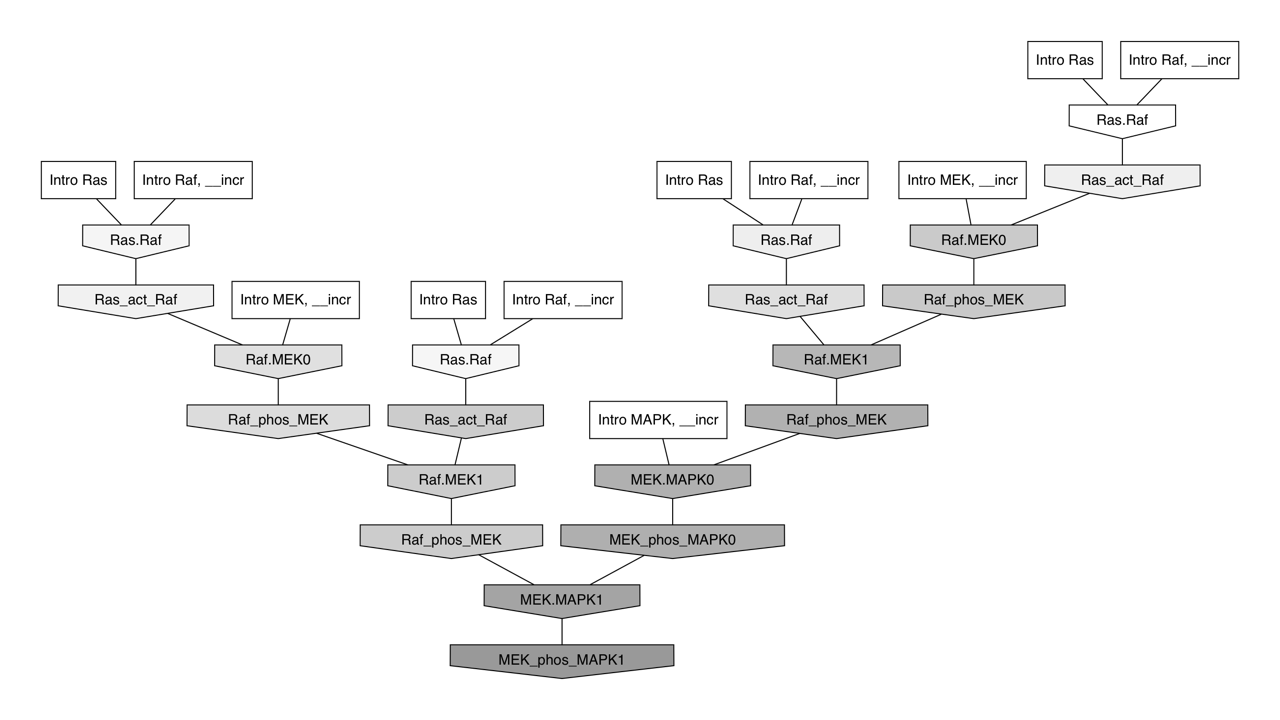 Intro Ras
Intro Raf, __incr
Ras.Raf
Intro Ras
Intro Raf, __incr
Intro Ras
Intro Raf, __incr
Intro MEK, __incr
Ras_act_Raf
Ras.Raf
Ras.Raf
Raf.MEK0
Ras_act_Raf
Intro MEK, __incr
Intro Ras
Intro Raf, __incr
Ras_act_Raf
Raf_phos_MEK
Raf.MEK0
Ras.Raf
Raf.MEK1
Raf_phos_MEK
Ras_act_Raf
Intro MAPK, __incr
Raf_phos_MEK
Raf.MEK1
MEK.MAPK0
Raf_phos_MEK
MEK_phos_MAPK0
MEK.MAPK1
MEK_phos_MAPK1